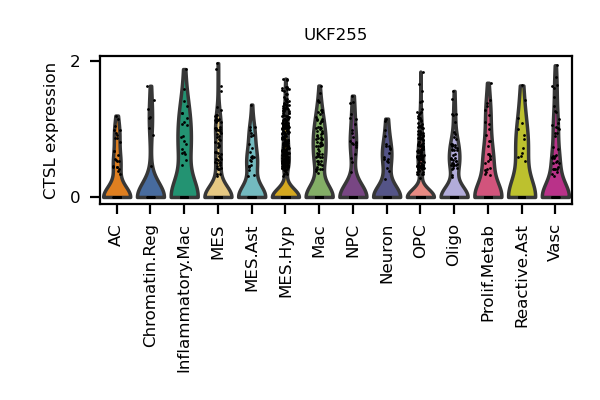 UKF255
CTSL expression
2
0
AC
Chromatin.Reg
Inflammatory.Mac
MES
MES.Ast
MES.Hyp
Mac
NPC
Neuron
OPC
Oligo
Prolif.Metab
Reactive.Ast
Vasc